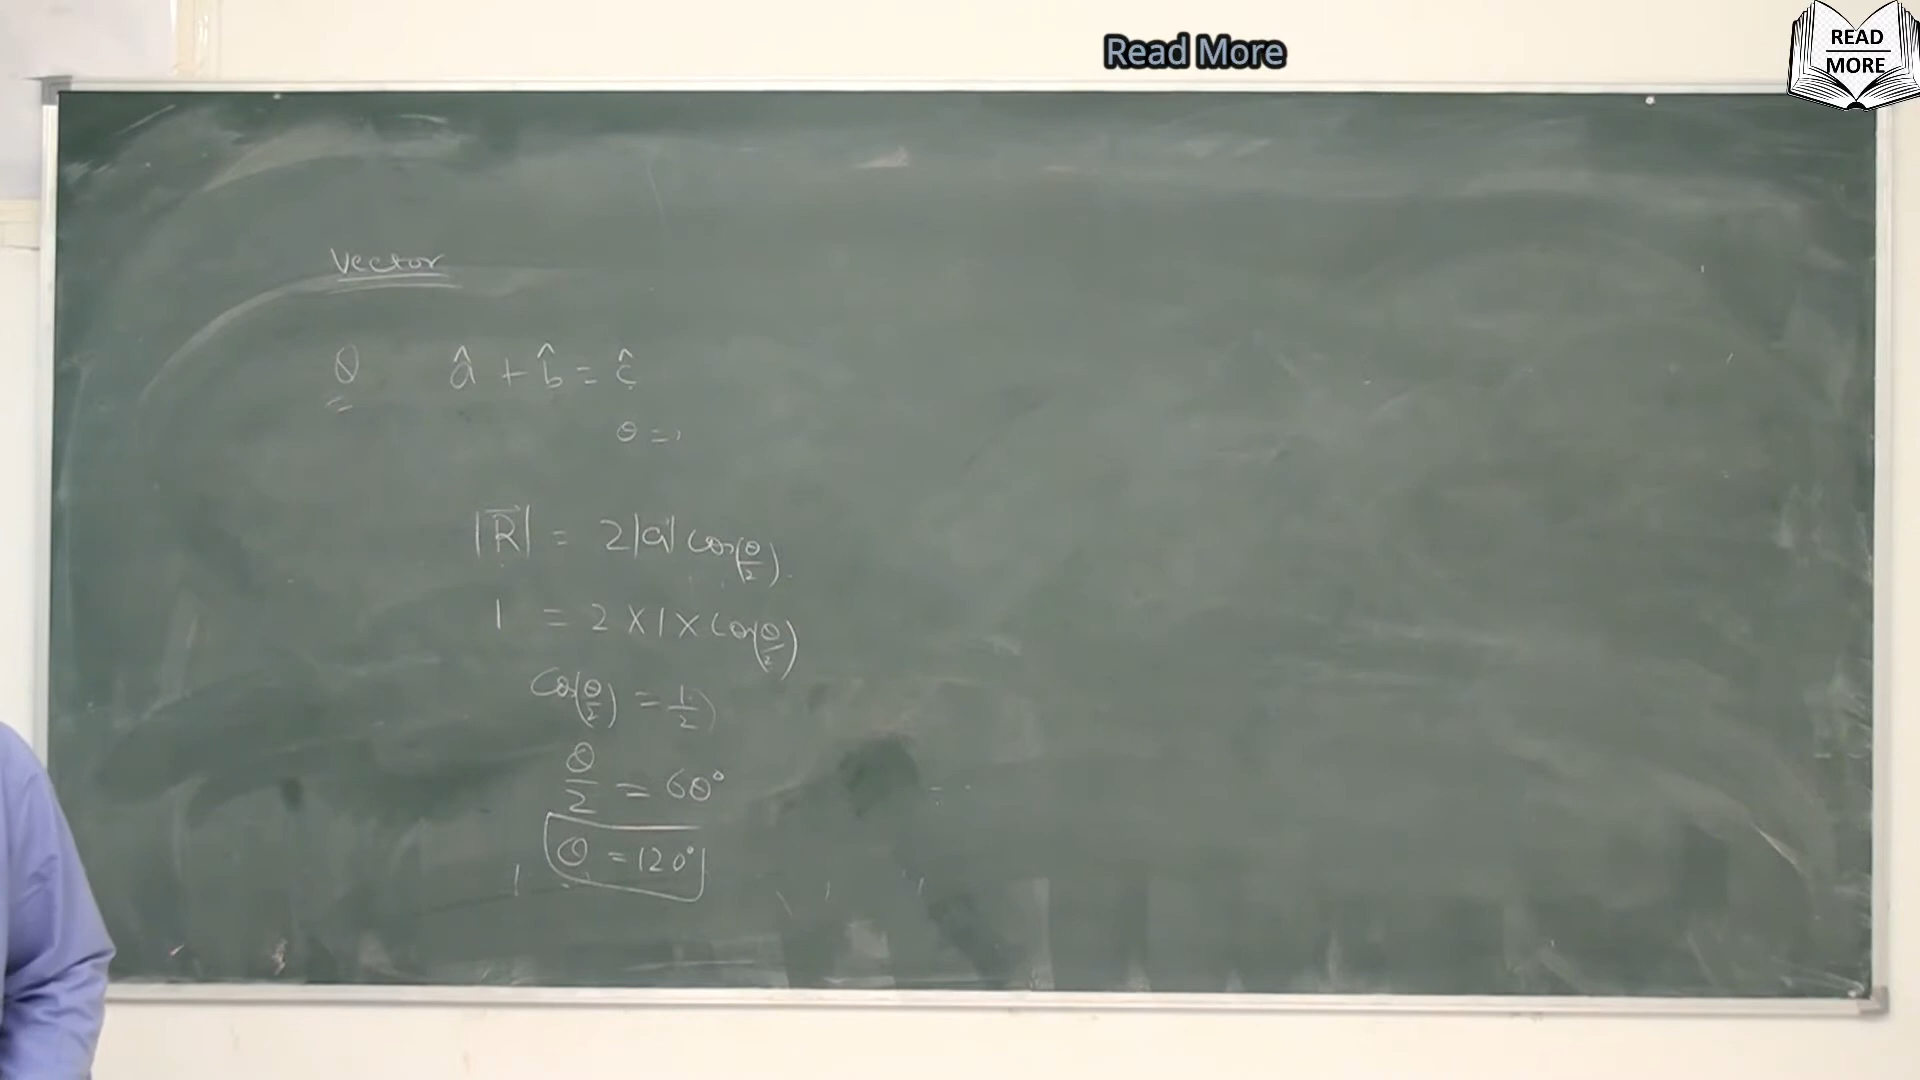 Read More
READ
MORE
Vector
Q â + b̂ = ĉ
θ = ?
|R⃗| = 2|a| cos(θ/2).
1 = 2 × 1 × cos(θ/2)
cos(θ/2) = 1/2
θ/2 = 60°
θ = 120°